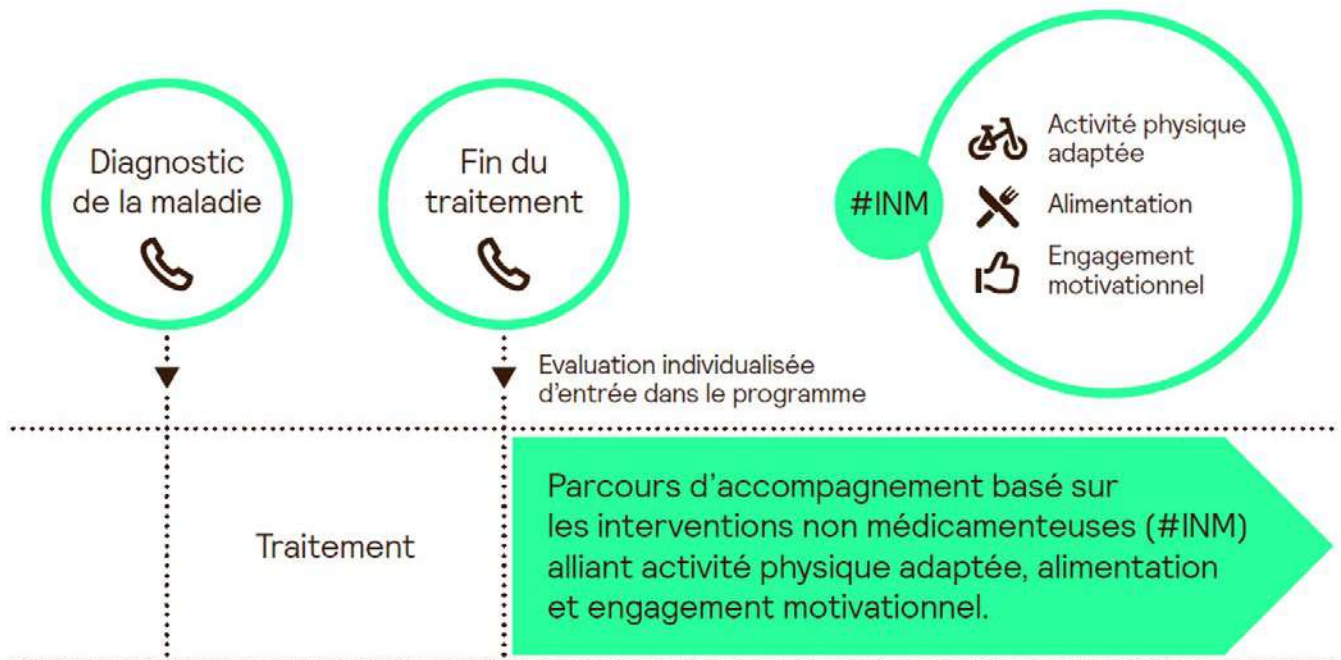 Diagnostic
de la maladie
Fin du
traitement
#INM
Activité physique
adaptée
Alimentation
Engagement
motivationnel
Evaluation individualisée
d'entrée dans le programme
Traitement
Parcours d'accompagnement basé sur
les interventions non médicamenteuses (#INM)
alliant activité physique adaptée, alimentation
et engagement motivationnel.